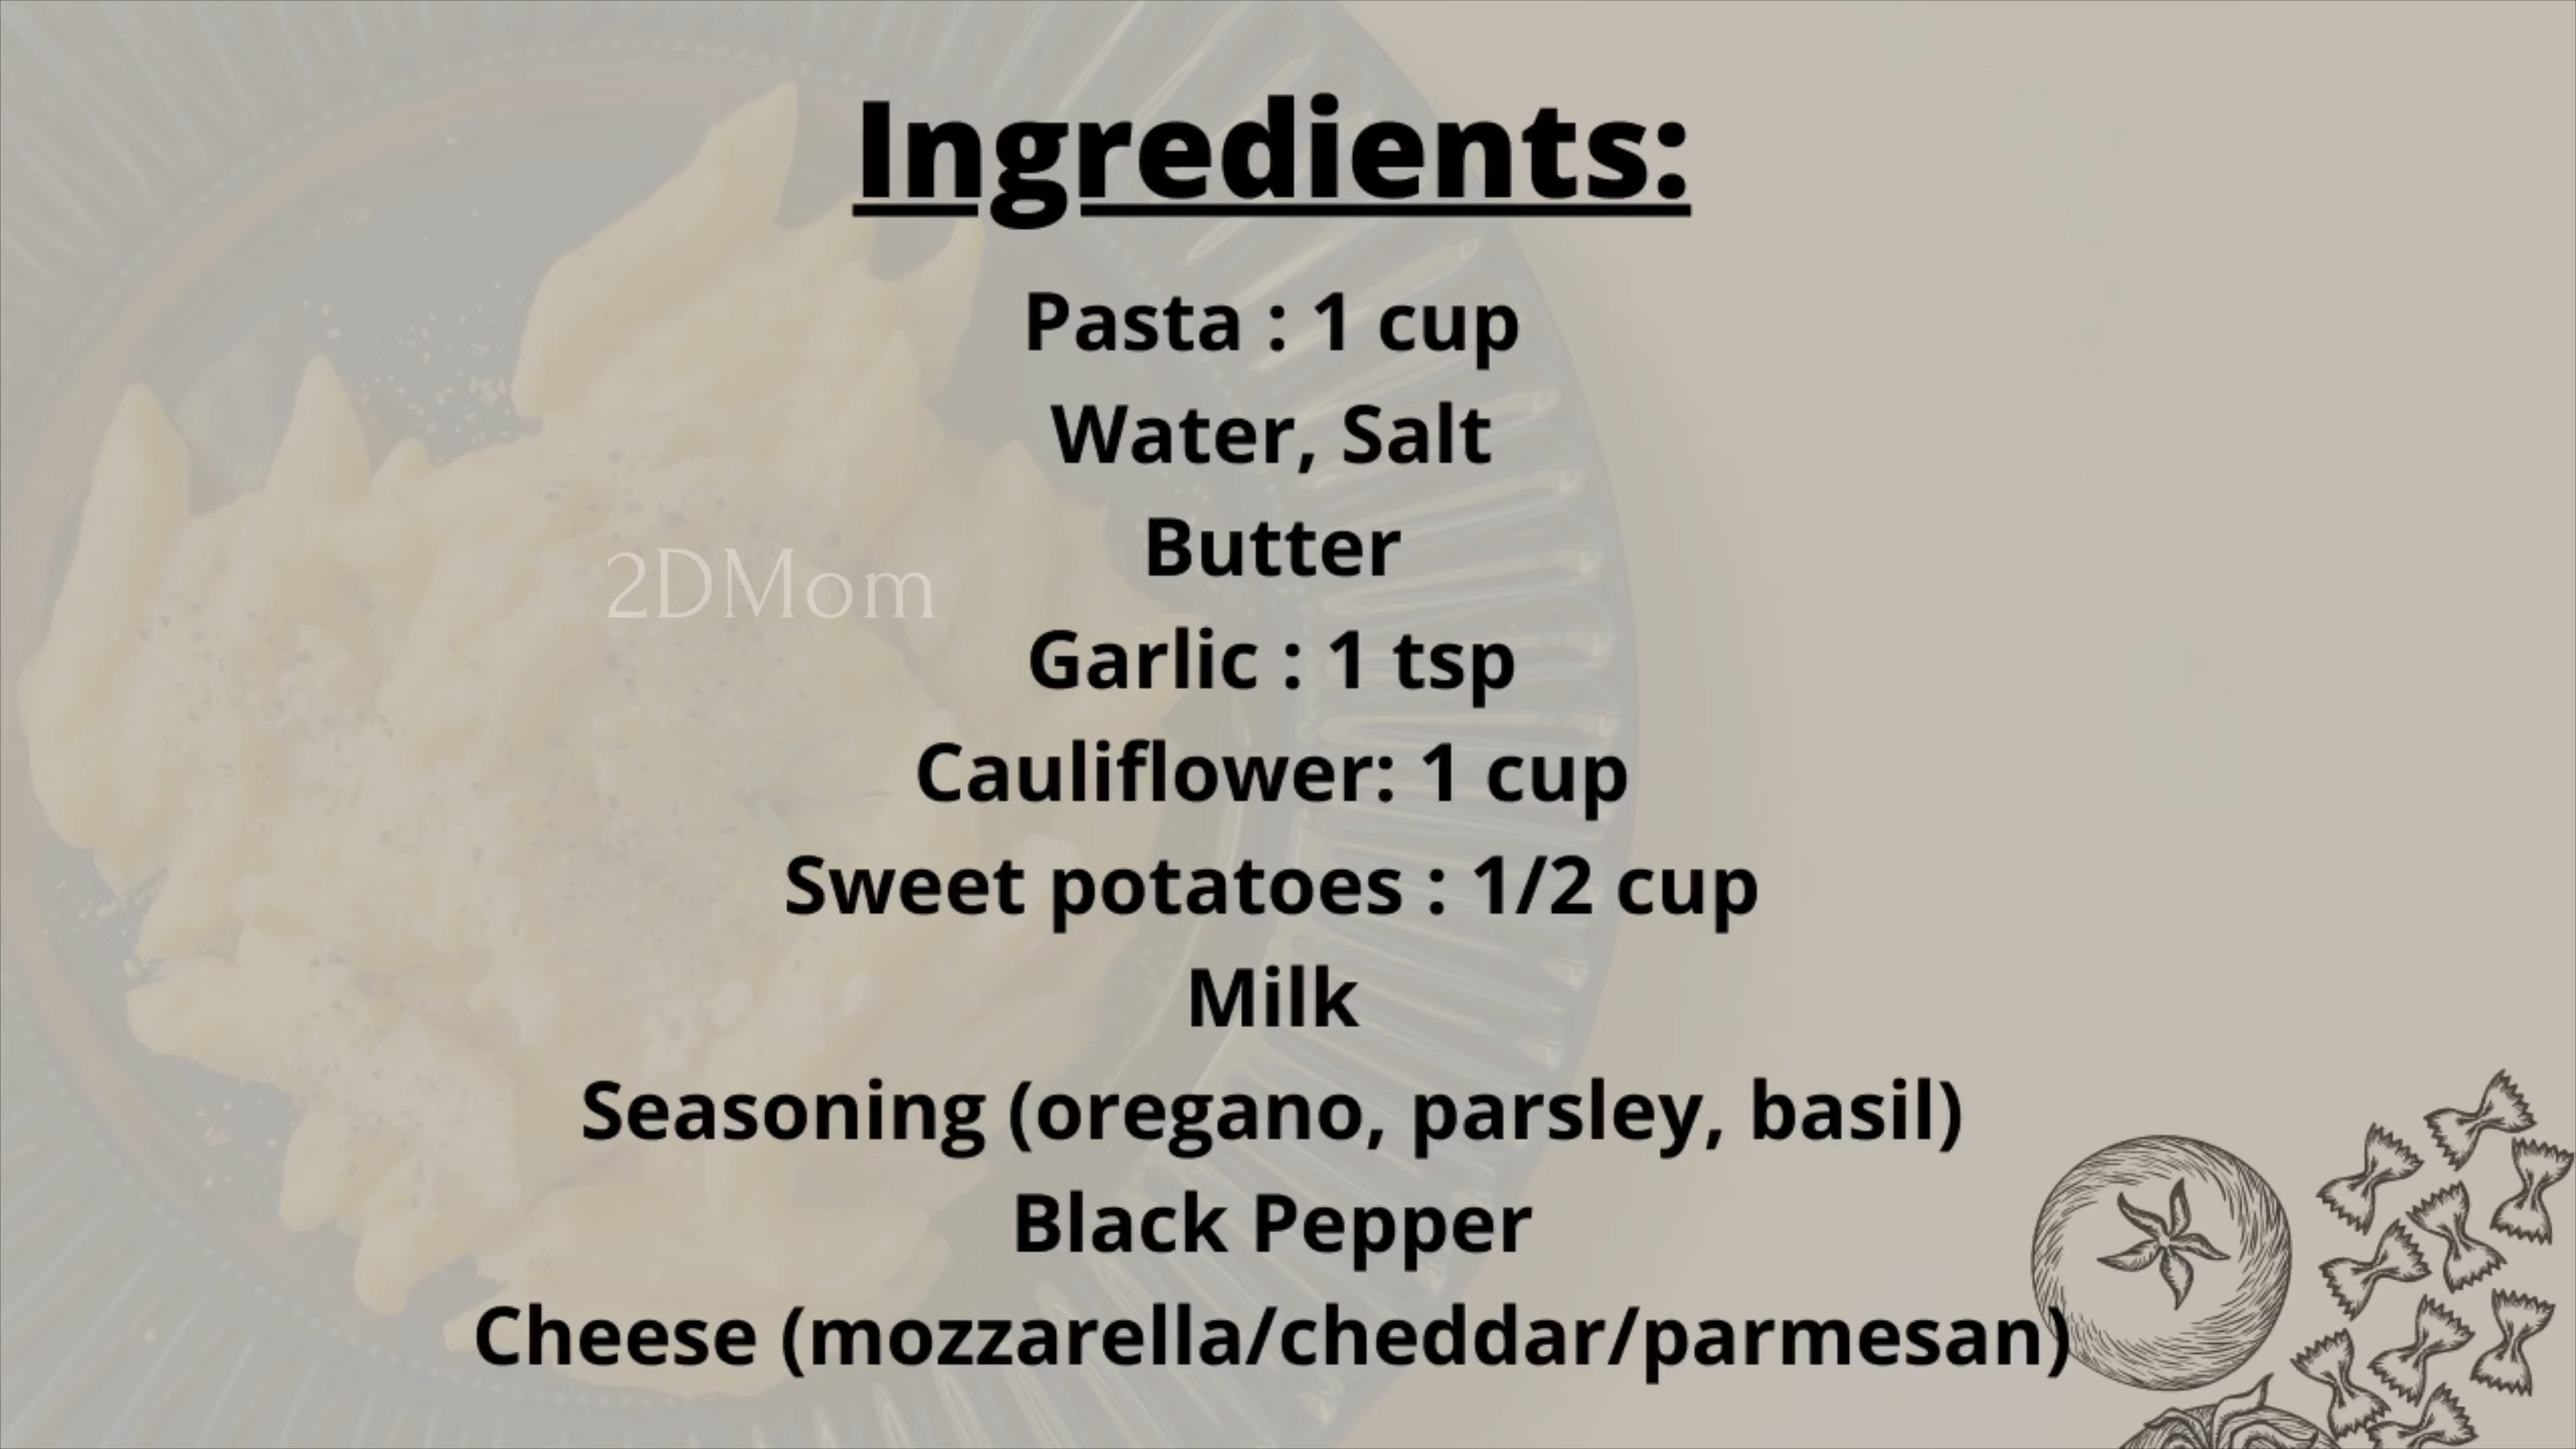 Ingredients:
Pasta : 1 cup
Water, Salt
Butter
2DMom
Garlic : 1 tsp
Cauliflower: 1 cup
Sweet potatoes : 1/2 cup
Milk
Seasoning (oregano, parsley, basil)
Black Pepper
Cheese (mozzarella/cheddar/parmesan)